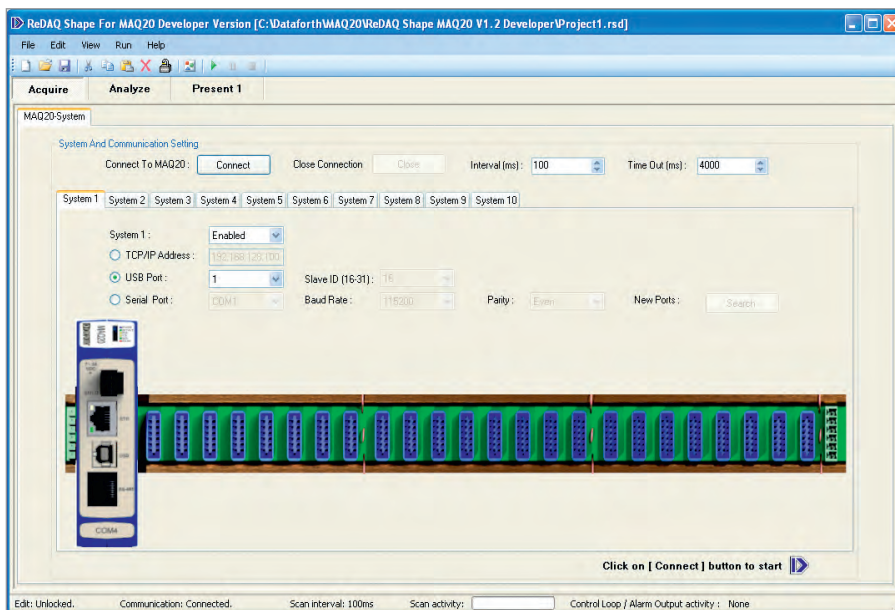 ReDAQ Shape For MAQ20 Developer Version [C:\Dataforth\MAQ20\ReDAQ Shape MAQ20 V1.2 Developer\Project1.rsd]
File Edit View Run Help
Acquire Analyze Present 1
MAQ20-System
System And Communication Setting
Connect To MAQ20 : Connect Close Connection Close Interval (ms) : 100 Time Out (ms) : 4000
System 1 System 2 System 3 System 4 System 5 System 6 System 7 System 8 System 9 System 10
System 1 : Enabled
TCP/IP Address : 192.168.128.100
USB Port : 1 Slave ID (16-31) : 16
Serial Port : COM1 Baud Rate : 115200 Parity : Even New Ports : Search
MAQ20
COM4
Click on [ Connect ] button to start
Edit: Unlocked. Communication: Connected. Scan interval: 100ms Scan activity: Control Loop / Alarm Output activity : None